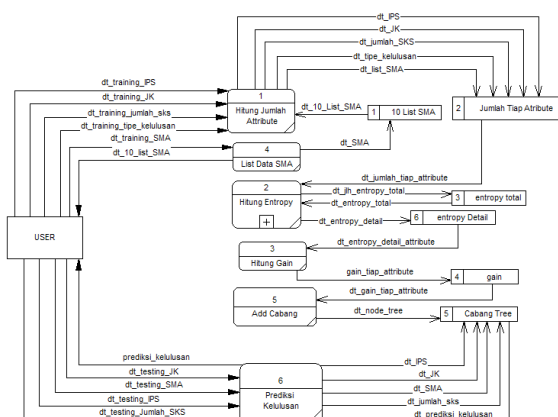 dt_IPS
dt_JK
dt_jumlah_SKS
dt_tipe_kelulusan
dt_list_SMA
dt_training_IPS
dt_training_JK
dt_training_jumlah_sks
dt_training_tipe_kelulusan
dt_training_SMA
dt_10_list_SMA
1
Hitung Jumlah
Attribute
dt_10_List_SMA
1 10 List SMA
2 Jumlah Tiap Atribute
4
List Data SMA
dt_SMA
dt_jumlah_tiap_attribute
2
Hitung Entropy
dt_jlh_entropy_total
dt_entropy_total
3 entropy total
dt_entropy_detail
6 entropy Detail
USER
dt_entropy_detail_attribute
3
Hitung Gain
gain_tiap_attribute
4 gain
dt_gain_tiap_attribute
5
Add Cabang
dt_node_tree
5 Cabang Tree
prediksi_kelulusan
dt_testing_JK
dt_testing_SMA
dt_testing_IPS
dt_testing_Jumlah_SKS
6
Prediksi
Kelulusan
dt_IPS
dt_JK
dt_SMA
dt_jumlah_sks
dt_prediksi_kelulusan